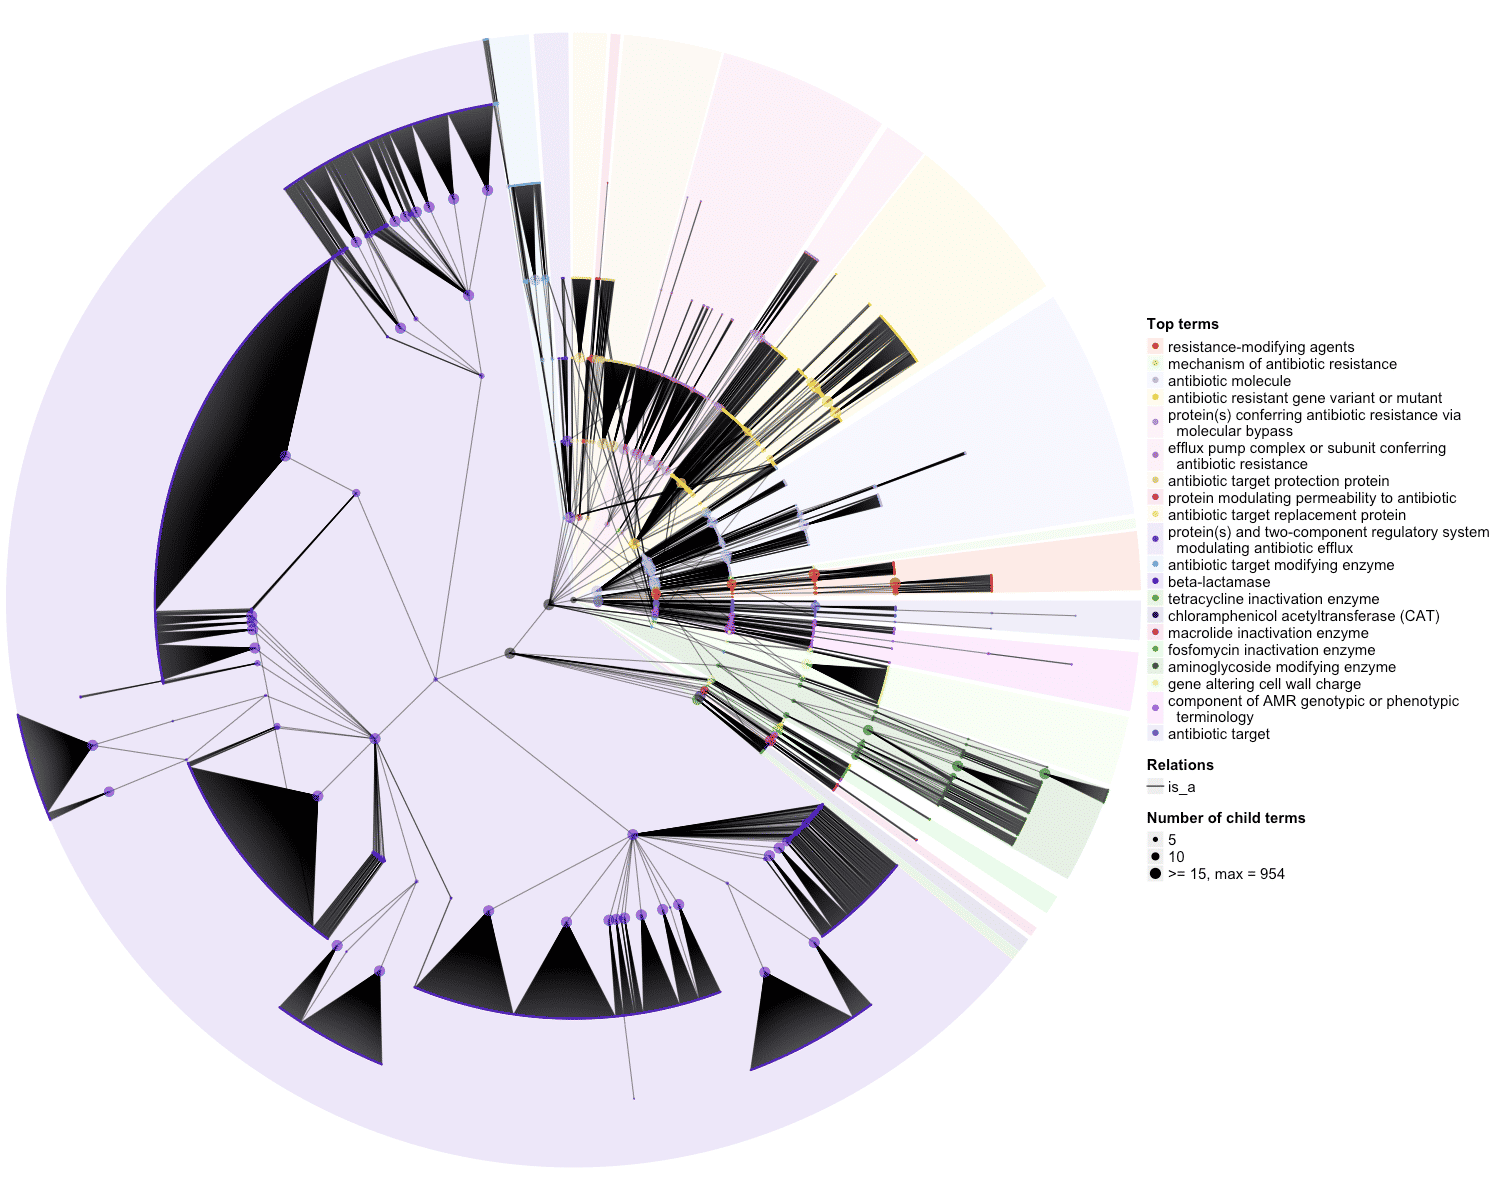 Top terms
resistance-modifying agents
mechanism of antibiotic resistance
antibiotic molecule
antibiotic resistant gene variant or mutant
protein(s) conferring antibiotic resistance via
molecular bypass
efflux pump complex or subunit conferring
antibiotic resistance
antibiotic target protection protein
protein modulating permeability to antibiotic
antibiotic target replacement protein
protein(s) and two-component regulatory system
modulating antibiotic efflux
antibiotic target modifying enzyme
beta-lactamase
tetracycline inactivation enzyme
chloramphenicol acetyltransferase (CAT)
macrolide inactivation enzyme
fosfomycin inactivation enzyme
aminoglycoside modifying enzyme
gene altering cell wall charge
component of AMR genotypic or phenotypic
terminology
antibiotic target
Relations
is_a
Number of child terms
5
10
>= 15, max = 954